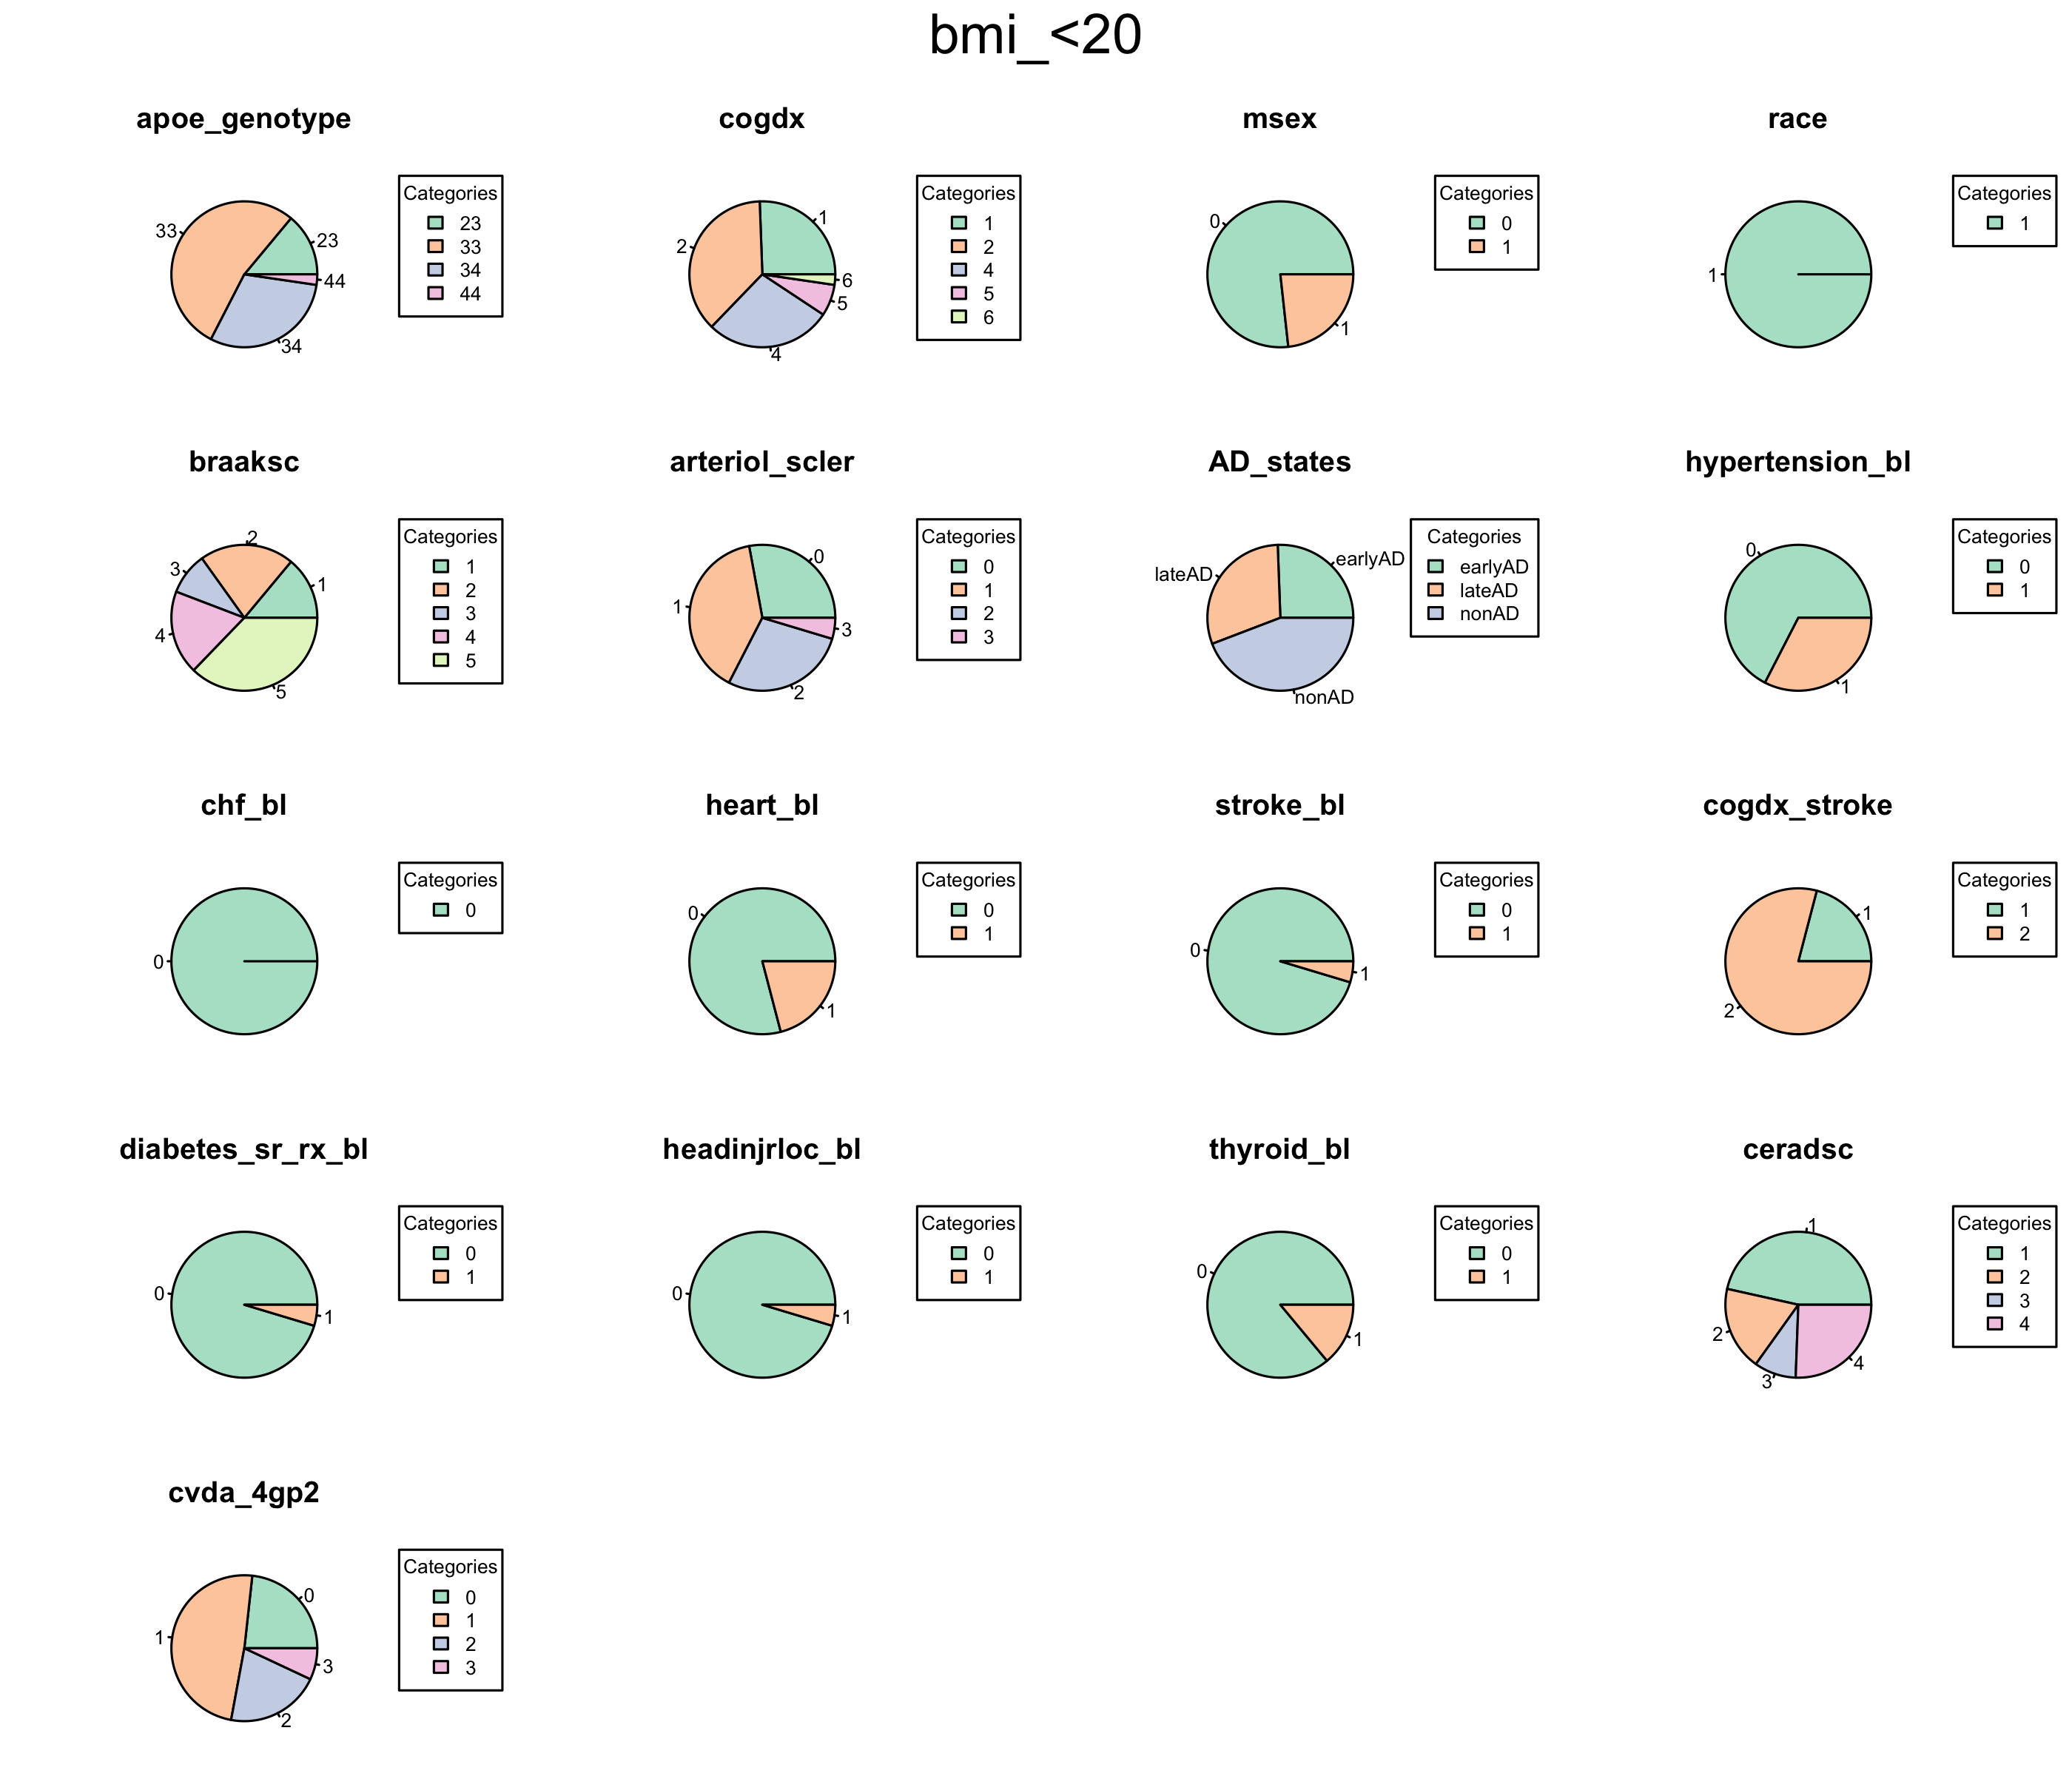 bmi_<20
apoe_genotype
33
23
44
34
Categories
23
33
34
44
cogdx
1
2
6
5
4
Categories
1
2
4
5
6
msex
0
1
Categories
0
1
race
1
Categories
1
braaksc
2
3
1
4
5
Categories
1
2
3
4
5
arteriol_scler
0
1
3
2
Categories
0
1
2
3
AD_states
earlyAD
lateAD
nonAD
Categories
earlyAD
lateAD
nonAD
hypertension_bl
0
1
Categories
0
1
chf_bl
0
Categories
0
heart_bl
0
1
Categories
0
1
stroke_bl
0
1
Categories
0
1
cogdx_stroke
1
2
Categories
1
2
diabetes_sr_rx_bl
0
1
Categories
0
1
headinjrloc_bl
0
1
Categories
0
1
thyroid_bl
0
1
Categories
0
1
ceradsc
1
2
4
3
Categories
1
2
3
4
cvda_4gp2
0
1
3
2
Categories
0
1
2
3